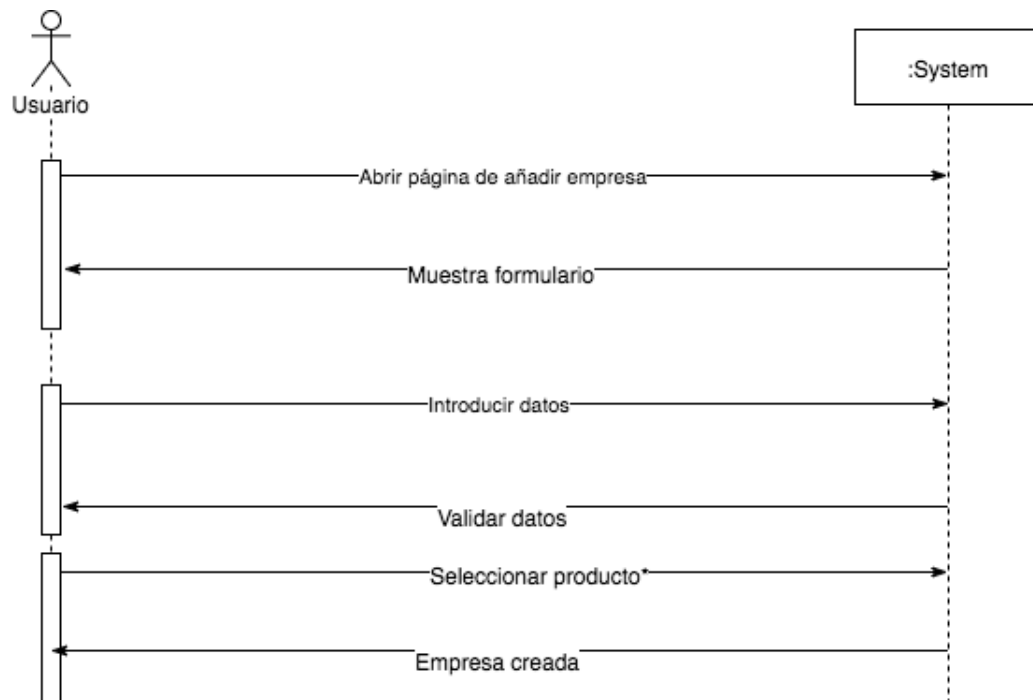 Usuario
:System
Abrir página de añadir empresa
Muestra formulario
Introducir datos
Validar datos
Seleccionar producto*
Empresa creada